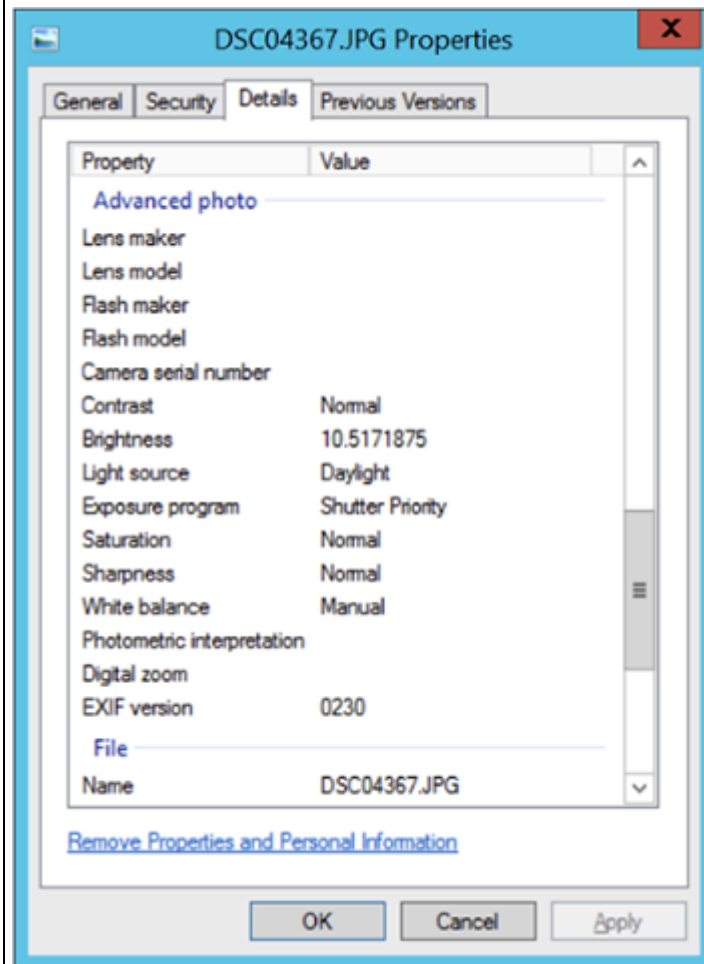 DSC04367.JPG Properties
x
General Security Details Previous Versions
Property Value
Advanced photo
Lens maker
Lens model
Flash maker
Flash model
Camera serial number
Contrast Normal
Brightness 10.5171875
Light source Daylight
Exposure program Shutter Priority
Saturation Normal
Sharpness Normal
White balance Manual
Photometric interpretation
Digital zoom
EXIF version 0230
File
Name DSC04367.JPG
Remove Properties and Personal Information
OK Cancel Apply